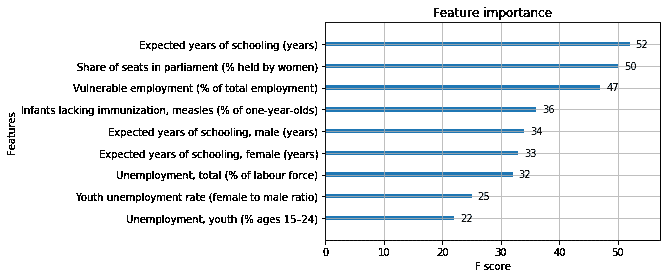 Feature importance
Expected years of schooling (years) 52
Share of seats in parliament (% held by women) 50
Vulnerable employment (% of total employment) 47
Infants lacking immunization, measles (% of one-year-olds) 36
Expected years of schooling, male (years) 34
Expected years of schooling, female (years) 33
Unemployment, total (% of labour force) 32
Youth unemployment rate (female to male ratio) 25
Unemployment, youth (% ages 15–24) 22
Features
0 10 20 30 40 50
F score